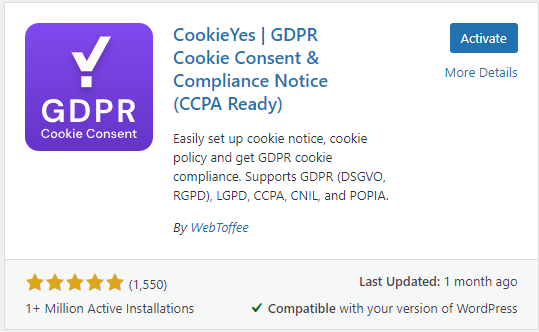 GDPR
Cookie Consent
CookieYes | GDPR
Cookie Consent &
Compliance Notice
(CCPA Ready)
Activate
More Details
Easily set up cookie notice, cookie
policy and get GDPR cookie
compliance. Supports GDPR (DSGVO,
RGPD), LGPD, CCPA, CNIL, and POPIA.
By WebToffee
(1,550)
Last Updated: 1 month ago
1+ Million Active Installations
Compatible with your version of WordPress